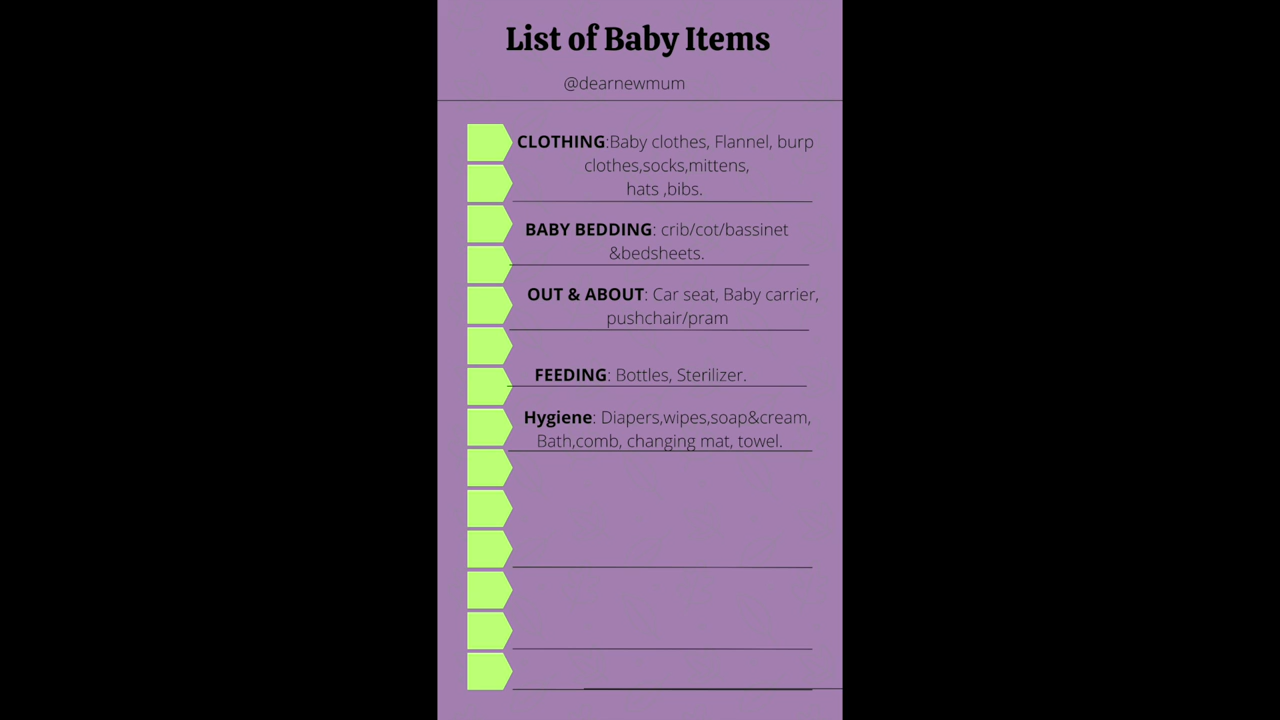 List of Baby Items
@dearnewmum
CLOTHING:Baby clothes, Flannel, burp
clothes,socks,mittens,
hats ,bibs.
BABY BEDDING: crib/cot/bassinet
&bedsheets.
OUT & ABOUT: Car seat, Baby carrier,
pushchair/pram
FEEDING: Bottles, Sterilizer.
Hygiene: Diapers,wipes,soap&cream,
Bath,comb, changing mat, towel.